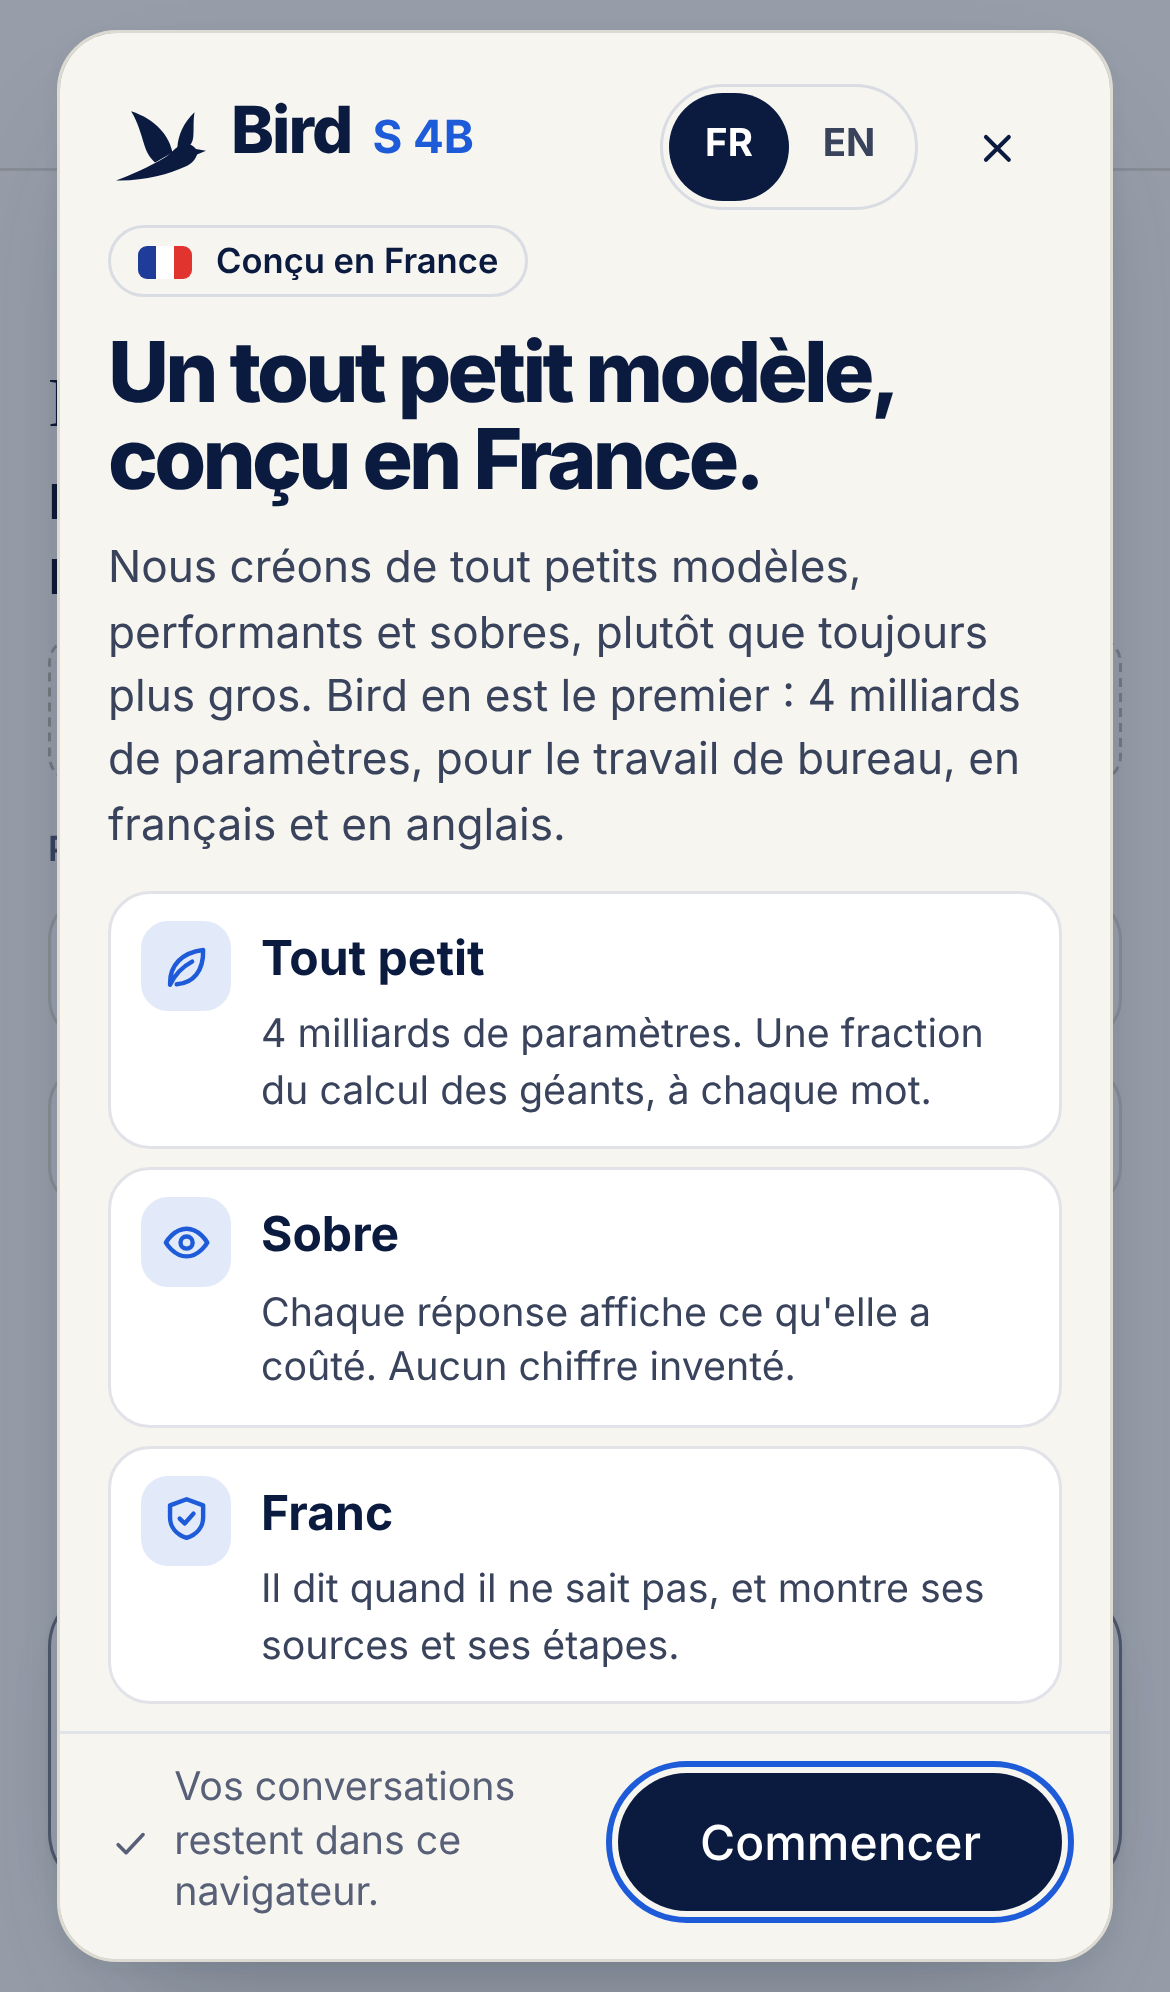 Bird S 4B
FR EN
Conçu en France
Un tout petit modèle,
conçu en France.
Nous créons de tout petits modèles,
performants et sobres, plutôt que toujours
plus gros. Bird en est le premier : 4 milliards
de paramètres, pour le travail de bureau, en
français et en anglais.
Tout petit
4 milliards de paramètres. Une fraction
du calcul des géants, à chaque mot.
Sobre
Chaque réponse affiche ce qu'elle a
coûté. Aucun chiffre inventé.
Franc
Il dit quand il ne sait pas, et montre ses
sources et ses étapes.
Vos conversations
restent dans ce
navigateur.
Commencer